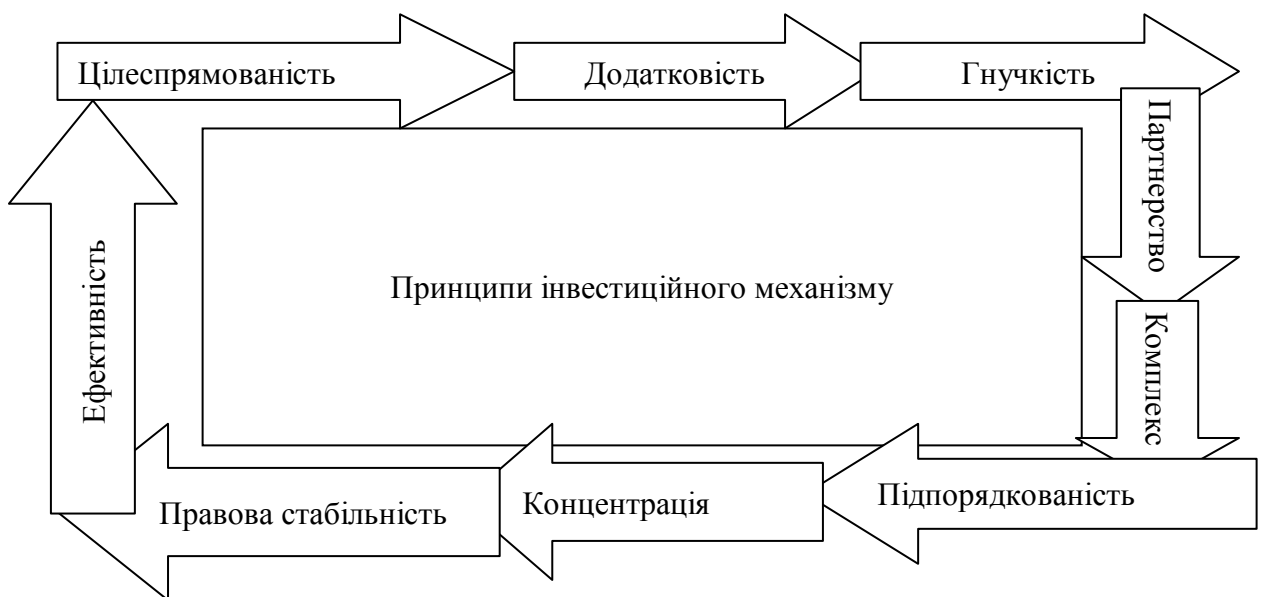 Цілеспрямованість
Додатковість
Гнучкість
Партнерство
Комплекс
Підпорядкованість
Концентрація
Правова стабільність
Ефективність
Принципи інвестиційного механізму